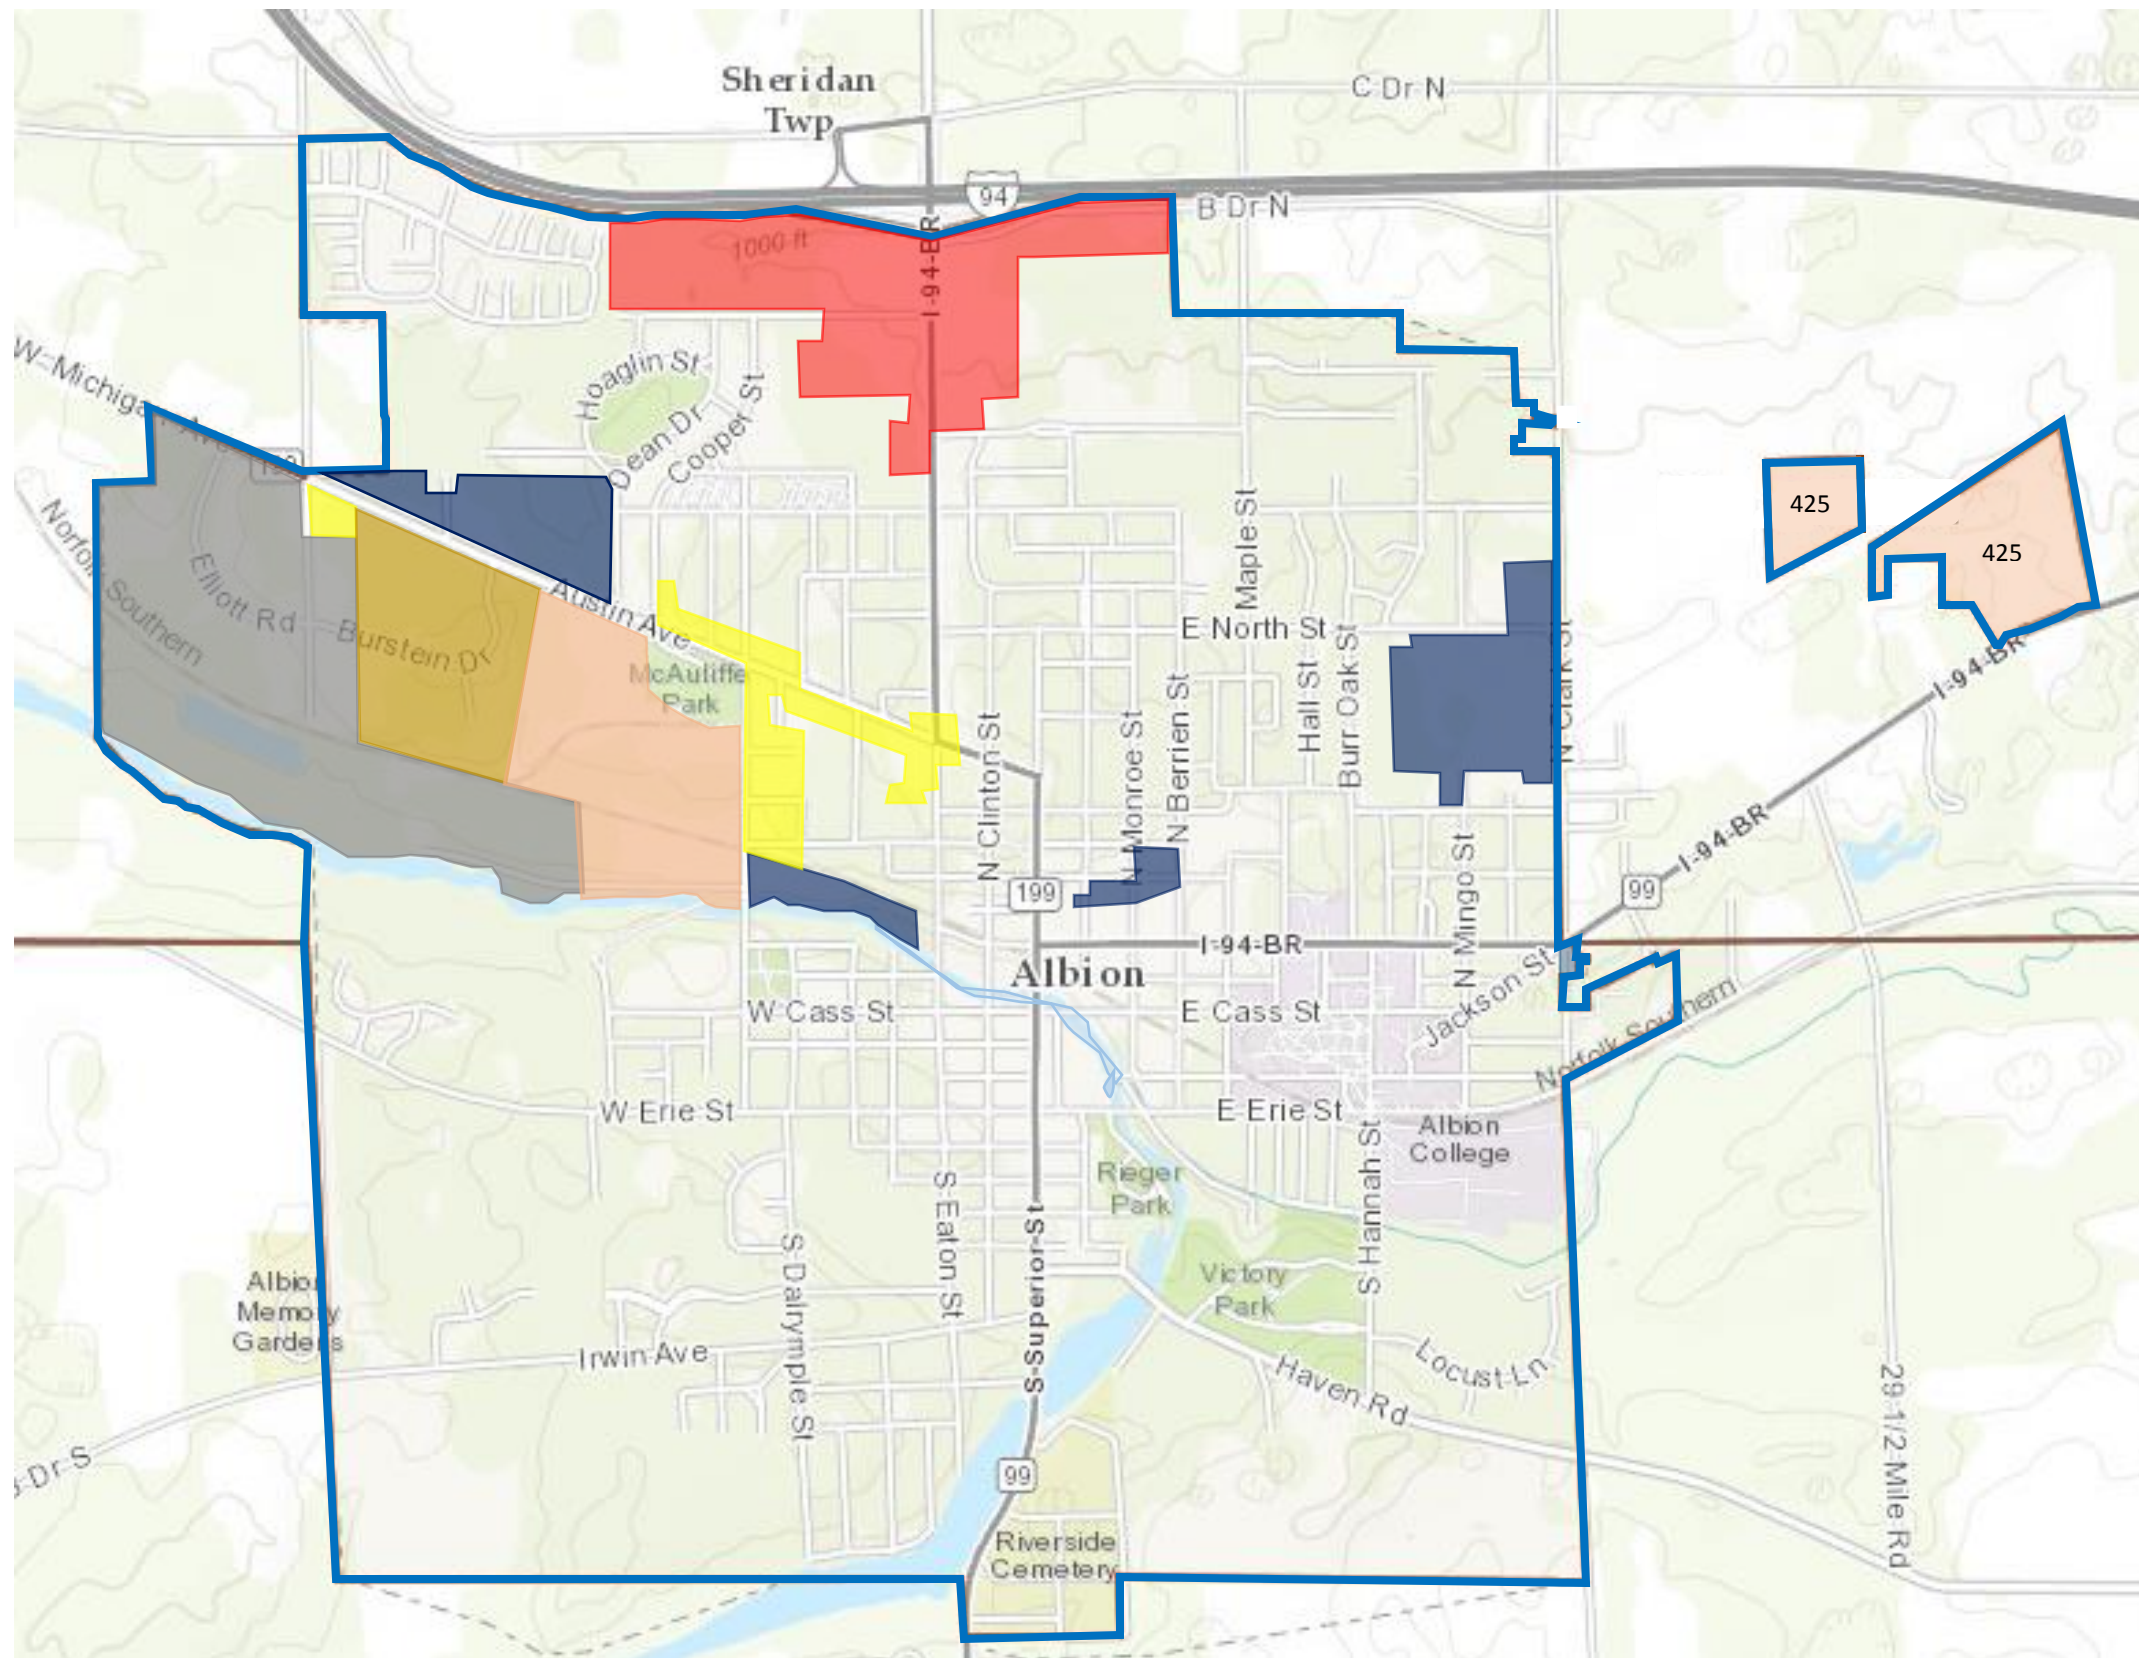 Sheridan
Twp
C Dr N
94
B Dr N
1000 ft
I-94-BR
W Michigan Ave
199
Hoaglin St
Dean Dr
Cooper St
425
425
Norfolk Southern
Elliott Rd
Burstein Dr
Austin Ave
McAuliffe
Park
Maple St
E North St
Hall St
Burr Oak St
N Clark St
I-94-BR
N Clinton St
N Monroe St
N Berrien St
N Mingo St
I-94-BR
99
199
I-94-BR
Albion
W Cass St
E Cass St
Jackson St
Norfolk Southern
W Erie St
E Erie St
Albion
College
Rieger
Park
S Eaton St
S Superior St
S Hannah St
S Dalrymple St
Victory
Park
Albion
Memory
Gardens
Irwin Ave
Locust Ln
Haven Rd
29 1/2 Mile Rd
Dr S
99
Riverside
Cemetery